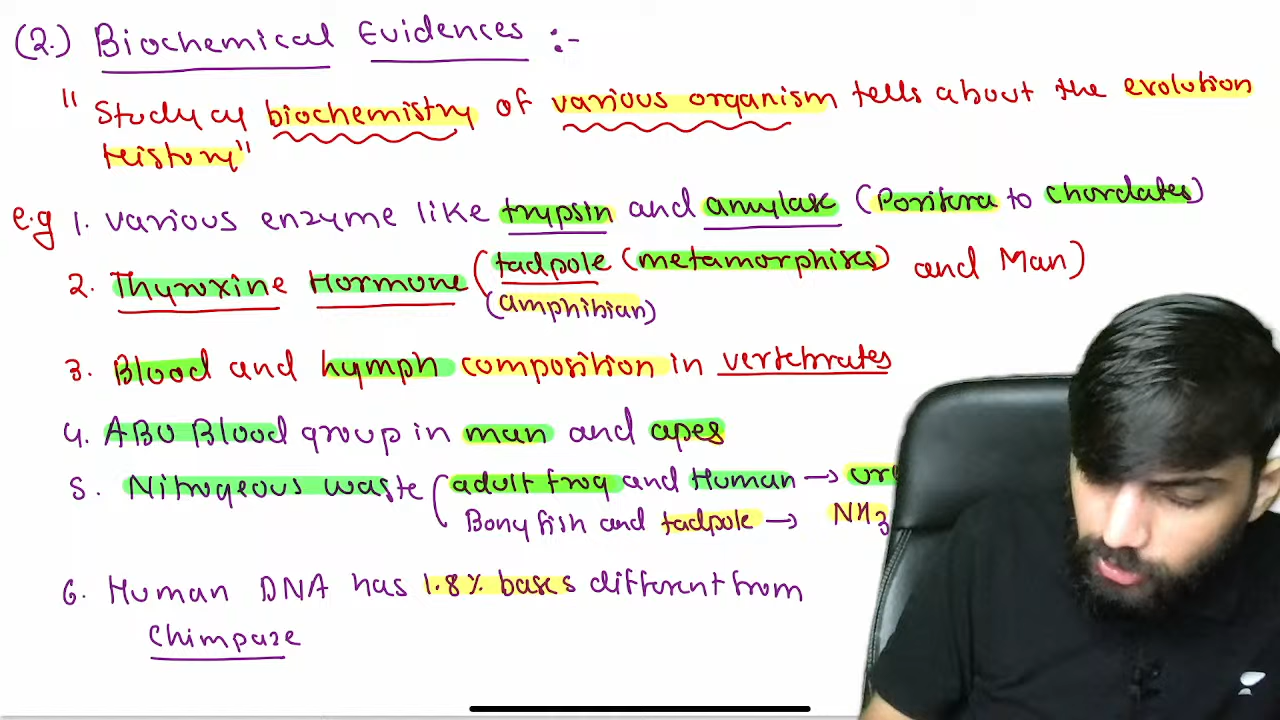 (2.) Biochemical Evidences :-
" Study of biochemistry of various organism tells about the evolution
History"
e.g 1. Various enzyme like trypsin and amylase (Porifera to chordates)
2. Thyroxine Hormone (tadpole (metamorphises) and Man)
(amphibian)
3. Blood and lymph composition in vertebrates
4. ABO Blood group in man and apes
5. Nitrogeous waste (adult frog and Human →
Bony fish and tadpole → NH3
6. Human DNA has 1.8% bases different from
Chimpaze